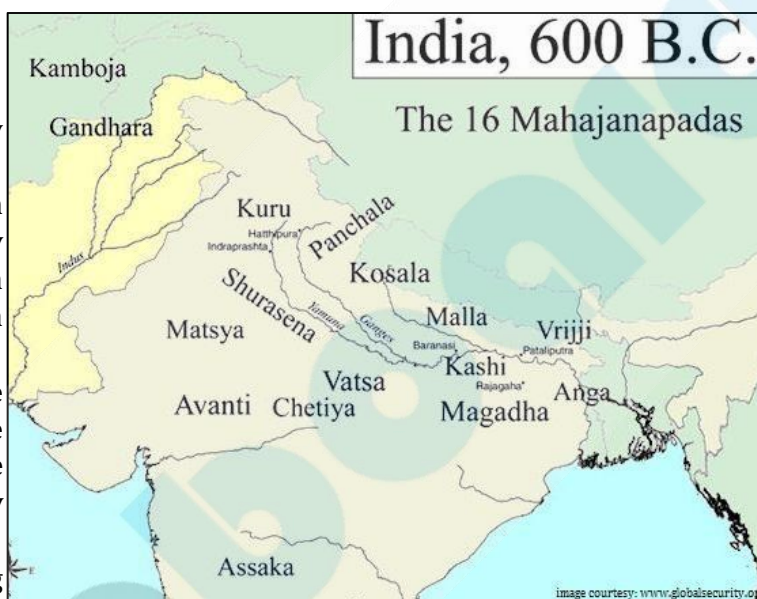 India, 600 B.C.
The 16 Mahajanapadas
Kamboja
Gandhara
Kuru
Panchala
Hatthipura
Indraprashta
Indus
Kosala
Shurasena
Yamuna
Ganges
Malla
Vrijji
Matsya
Baranasi
Pataliputra
Kashi
Vatsa
Rajagaha
Avanti
Chetiya
Magadha
Anga
Assaka
E
image courtesy: www.globalsecurity.o